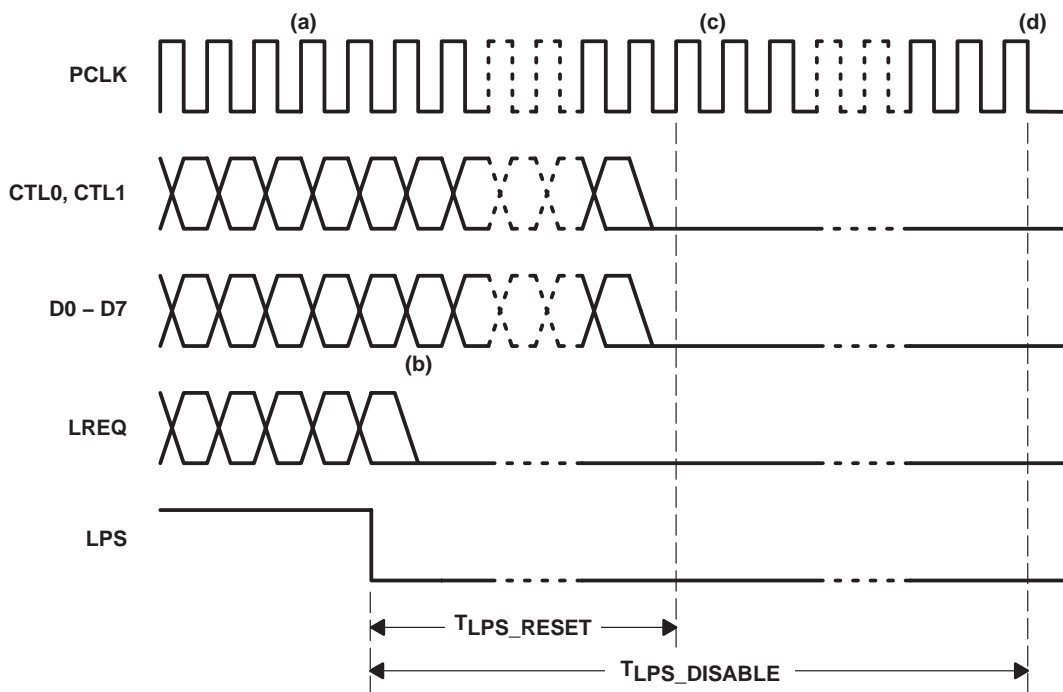 (a) (c) (d)
PCLK
CTL0, CTL1
D0 – D7
(b)
LREQ
LPS
TLPS_RESET
TLPS_DISABLE